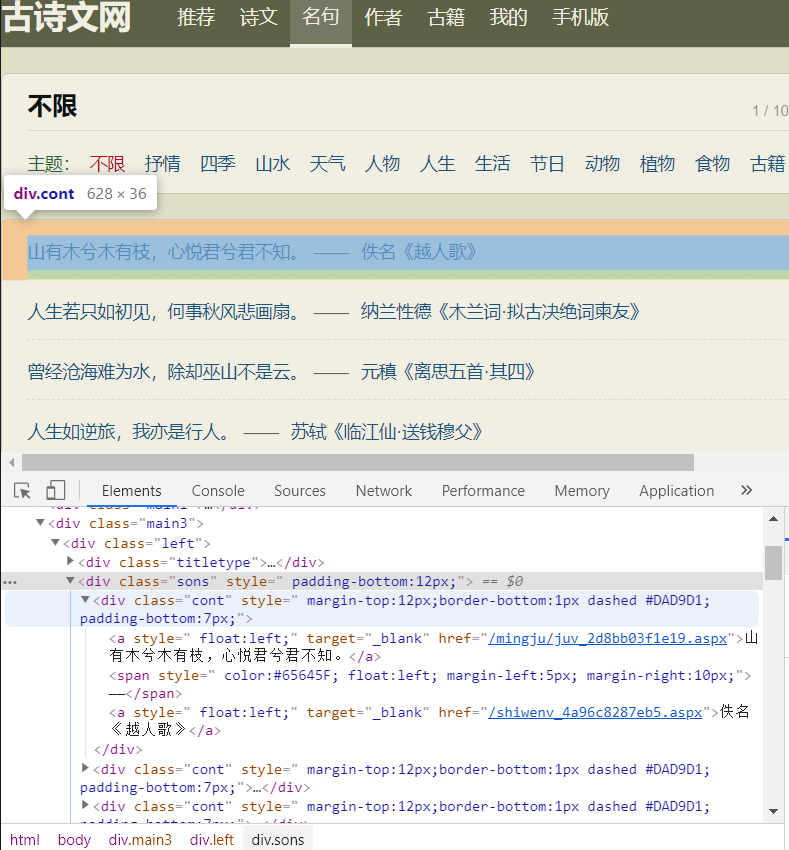 古诗文网 推荐 诗文 名句 作者 古籍 我的 手机版
不限
1 / 10
主题： 不限 抒情 四季 山水 天气 人物 人生 生活 节日 动物 植物 食物 古籍
div.cont 628 × 36
山有木兮木有枝，心悦君兮君不知。 —— 佚名《越人歌》
人生若只如初见，何事秋风悲画扇。 —— 纳兰性德《木兰词·拟古决绝词柬友》
曾经沧海难为水，除却巫山不是云。 —— 元稹《离思五首·其四》
人生如逆旅，我亦是行人。 —— 苏轼《临江仙·送钱穆父》
Elements Console Sources Network Performance Memory Application »
<div class="main3">
<div class="left">
<div class="titletype">…</div>
<div class="sons" style=" padding-bottom:12px;"> == $0
<div class="cont" style=" margin-top:12px;border-bottom:1px dashed #DAD9D1;
padding-bottom:7px;">
<a style=" float:left;" target="_blank" href="/mingju/juv_2d8bb03f1e19.aspx">山
有木兮木有枝，心悦君兮君不知。</a>
<span style=" color:#65645F; float:left; margin-left:5px; margin-right:10px;">
——</span>
<a style=" float:left;" target="_blank" href="/shiwenv_4a96c8287eb5.aspx">佚名
《越人歌》</a>
</div>
<div class="cont" style=" margin-top:12px;border-bottom:1px dashed #DAD9D1;
padding-bottom:7px;">…</div>
<div class="cont" style=" margin-top:12px;border-bottom:1px dashed #DAD9D1;
html body div.main3 div.left div.sons